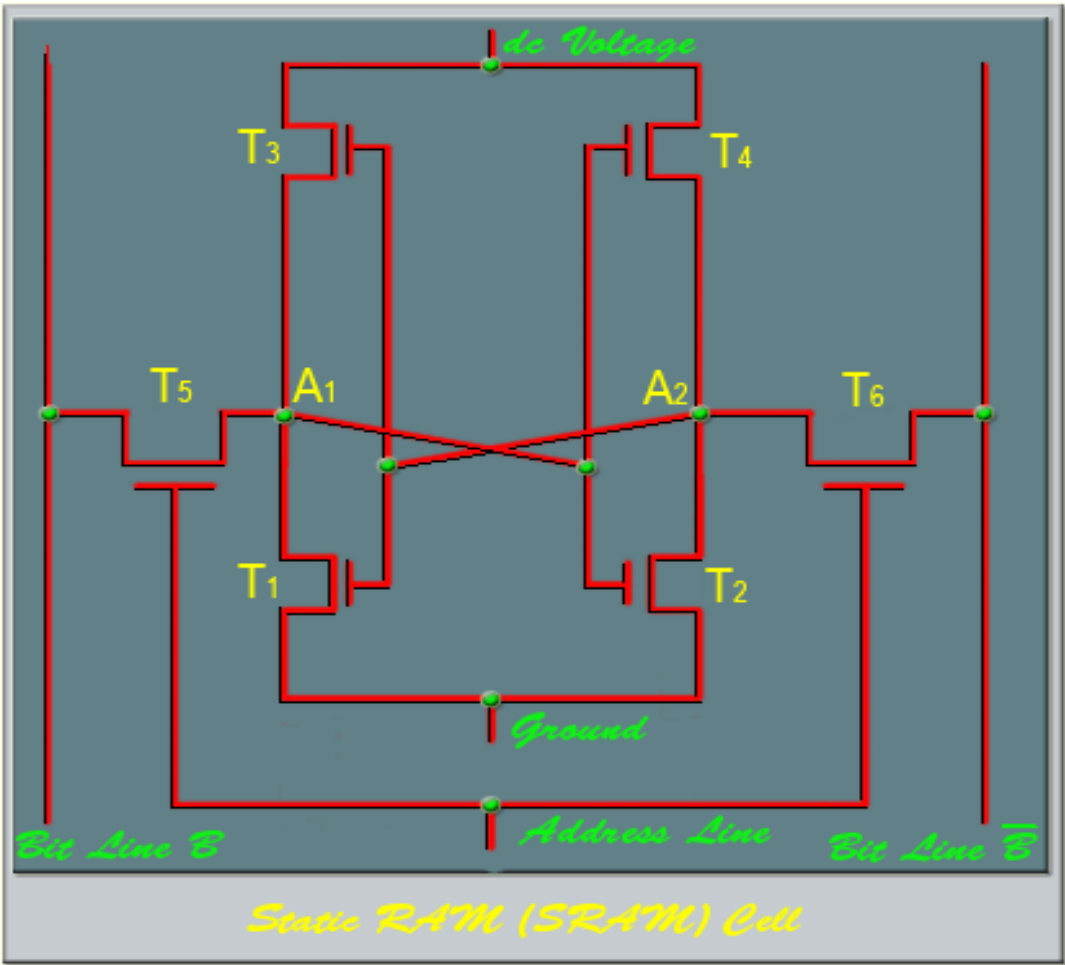 dc Voltage
T3
T4
T5
A1
A2
T6
T1
T2
Ground
Address Line
Bit Line B
Bit Line B̅
Static RAM (SRAM) Cell